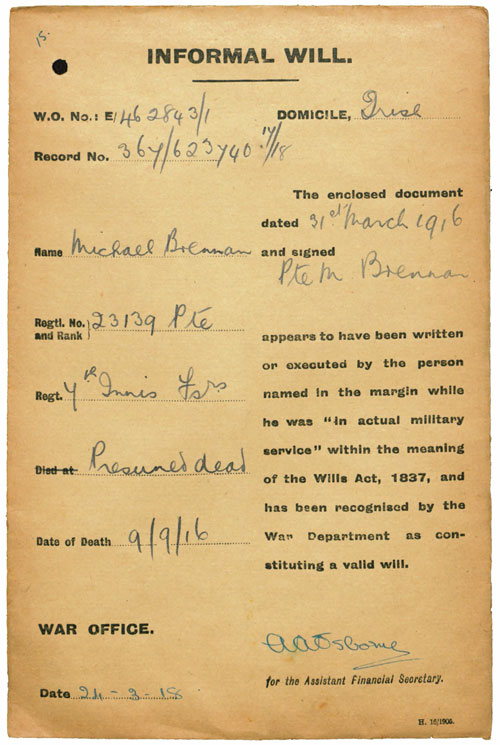 15.
INFORMAL WILL.
W.O. No.: E/462843/1
DOMICILE, Irish
Record No. 367/623740 17/18
The enclosed document
dated 31st March 1916
Name Michael Brennan
and signed
Pte M. Brennan
Regtl. No. and Rank} 23139 Pte
appears to have been written
or executed by the person
named in the margin while
he was "in actual military
service" within the meaning
of the Wills Act, 1837, and
has been recognised by the
War Department as con-
stituting a valid will.
Regt. 7th Innis Fsrs
Died at Presumed dead
Date of Death 9/9/16
WAR OFFICE.
AA Osborne
for the Assistant Financial Secretary.
Date 24-3-18
H. 16/1905.